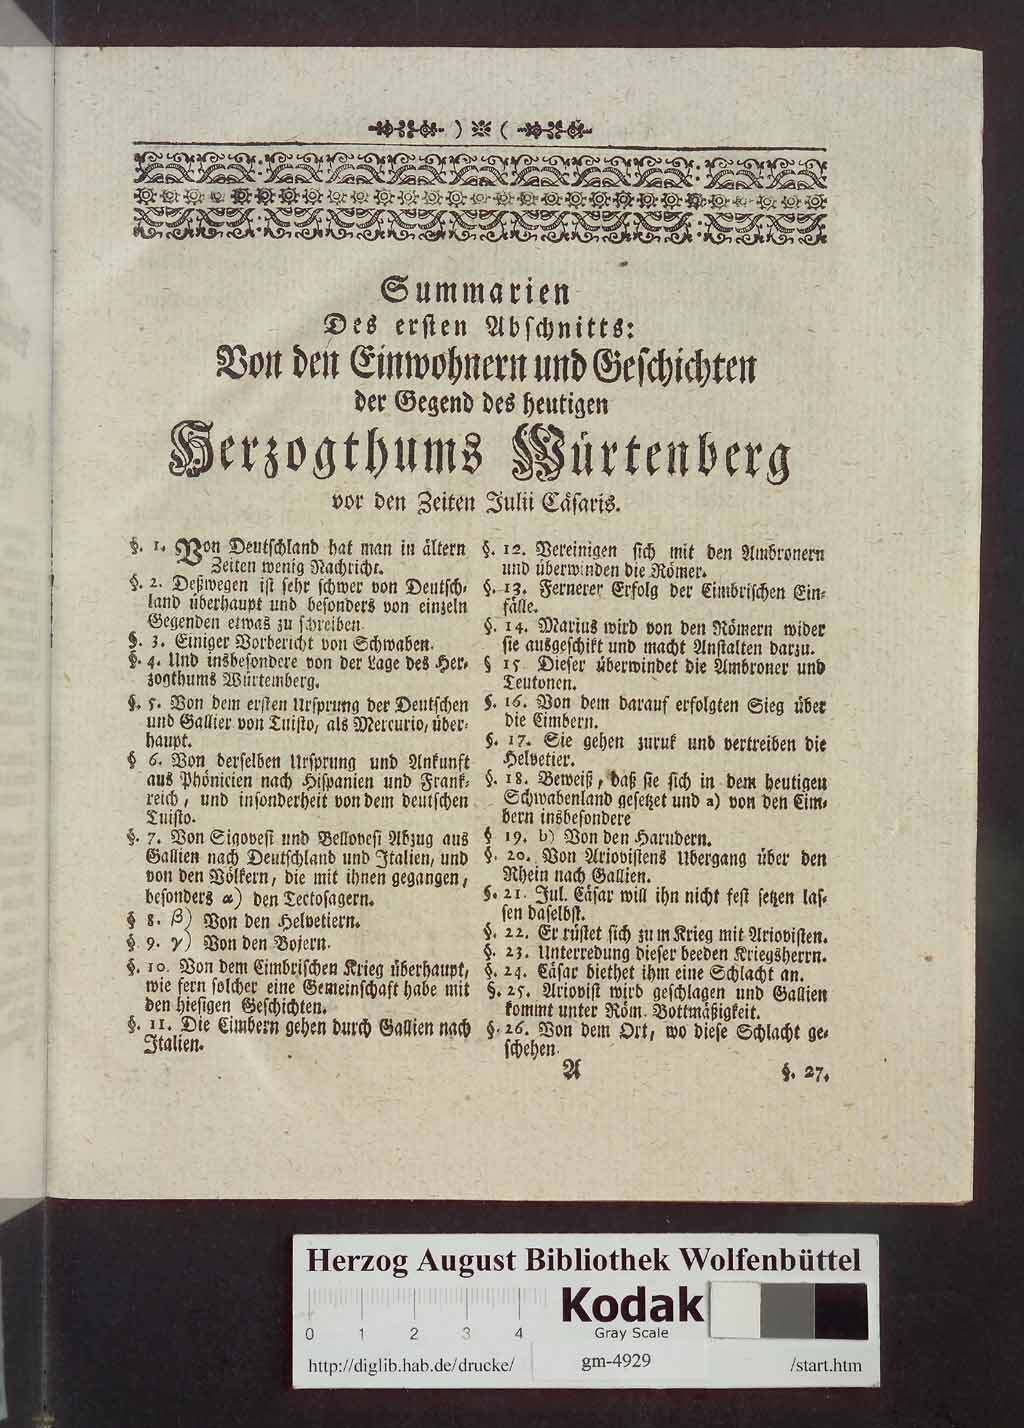 Summarien
Des ersten Abschnitts:
Von den Einwohnern und Geschichten
der Gegend des heutigen
Herzogthums Würtenberg
vor den Zeiten Julii Cäsaris.
§. 1. Von Deutschland hat man in ältern
Zeiten wenig Nachricht.
§. 2. Deßwegen ist sehr schwer von Deutsch-
land überhaupt und besonders von einzeln
Gegenden etwas zu schreiben.
§. 3. Einiger Vorbericht von Schwaben.
§. 4. Und insbesondere von der Lage des Her-
zogthums Würtemberg.
§. 5. Von dem ersten Ursprung der Deutschen
und Gallier von Tuisto, als Mercurio, über-
haupt.
§ 6. Von derselben Ursprung und Ankunft
aus Phönicien nach Hispanien und Frank-
reich, und insonderheit von dem deutschen
Tuisto.
§. 7. Von Sigovesi und Bellovesi Abzug aus
Gallien nach Deutschland und Italien, und
von den Völkern, die mit ihnen gegangen,
besonders α) den Tectosagern.
§ 8. β) Von den Helvetiern.
§. 9. γ) Von den Bojern.
§. 10. Von dem Cimbrischen Krieg überhaupt,
wie fern solcher eine Gemeinschaft habe mit
den hiesigen Geschichten.
§. 11. Die Cimbern gehen durch Gallien nach
Italien.
§. 12. Vereinigen sich mit den Ambronern
und überwinden die Römer.
§. 13. Fernerer Erfolg der Cimbrischen Ein-
fälle.
§. 14. Marius wird von den Römern wider
sie ausgeschikt und macht Anstalten darzu.
§ 15 Dieser überwindet die Ambroner und
Teutonen.
§. 16. Von dem darauf erfolgten Sieg über
die Cimbern.
§. 17. Sie gehen zuruk und vertreiben die
Helvetier.
§. 18. Beweiß, daß sie sich in dem heutigen
Schwabenland gesetzet und a) von den Cim-
bern insbesondere
§ 19. b) Von den Harudern.
§. 20. Von Ariovistens Ubergang über den
Rhein nach Gallien.
§. 21. Jul. Cäsar will ihn nicht fest setzen las-
sen daselbst.
§. 22. Er rüstet sich zum Krieg mit Ariovisten.
§. 23. Unterredung dieser beeden Kriegsherrn.
§. 24. Cäsar biethet ihm eine Schlacht an.
§. 25. Ariovist wird geschlagen und Gallien
kommt unter Röm. Bottmäßigkeit.
§. 26. Von dem Ort, wo diese Schlacht ge-
schehen.
A
§. 27.
Herzog August Bibliothek Wolfenbüttel
0 1 2 3 4
Kodak
Gray Scale
http://diglib.hab.de/drucke/
gm-4929
/start.htm